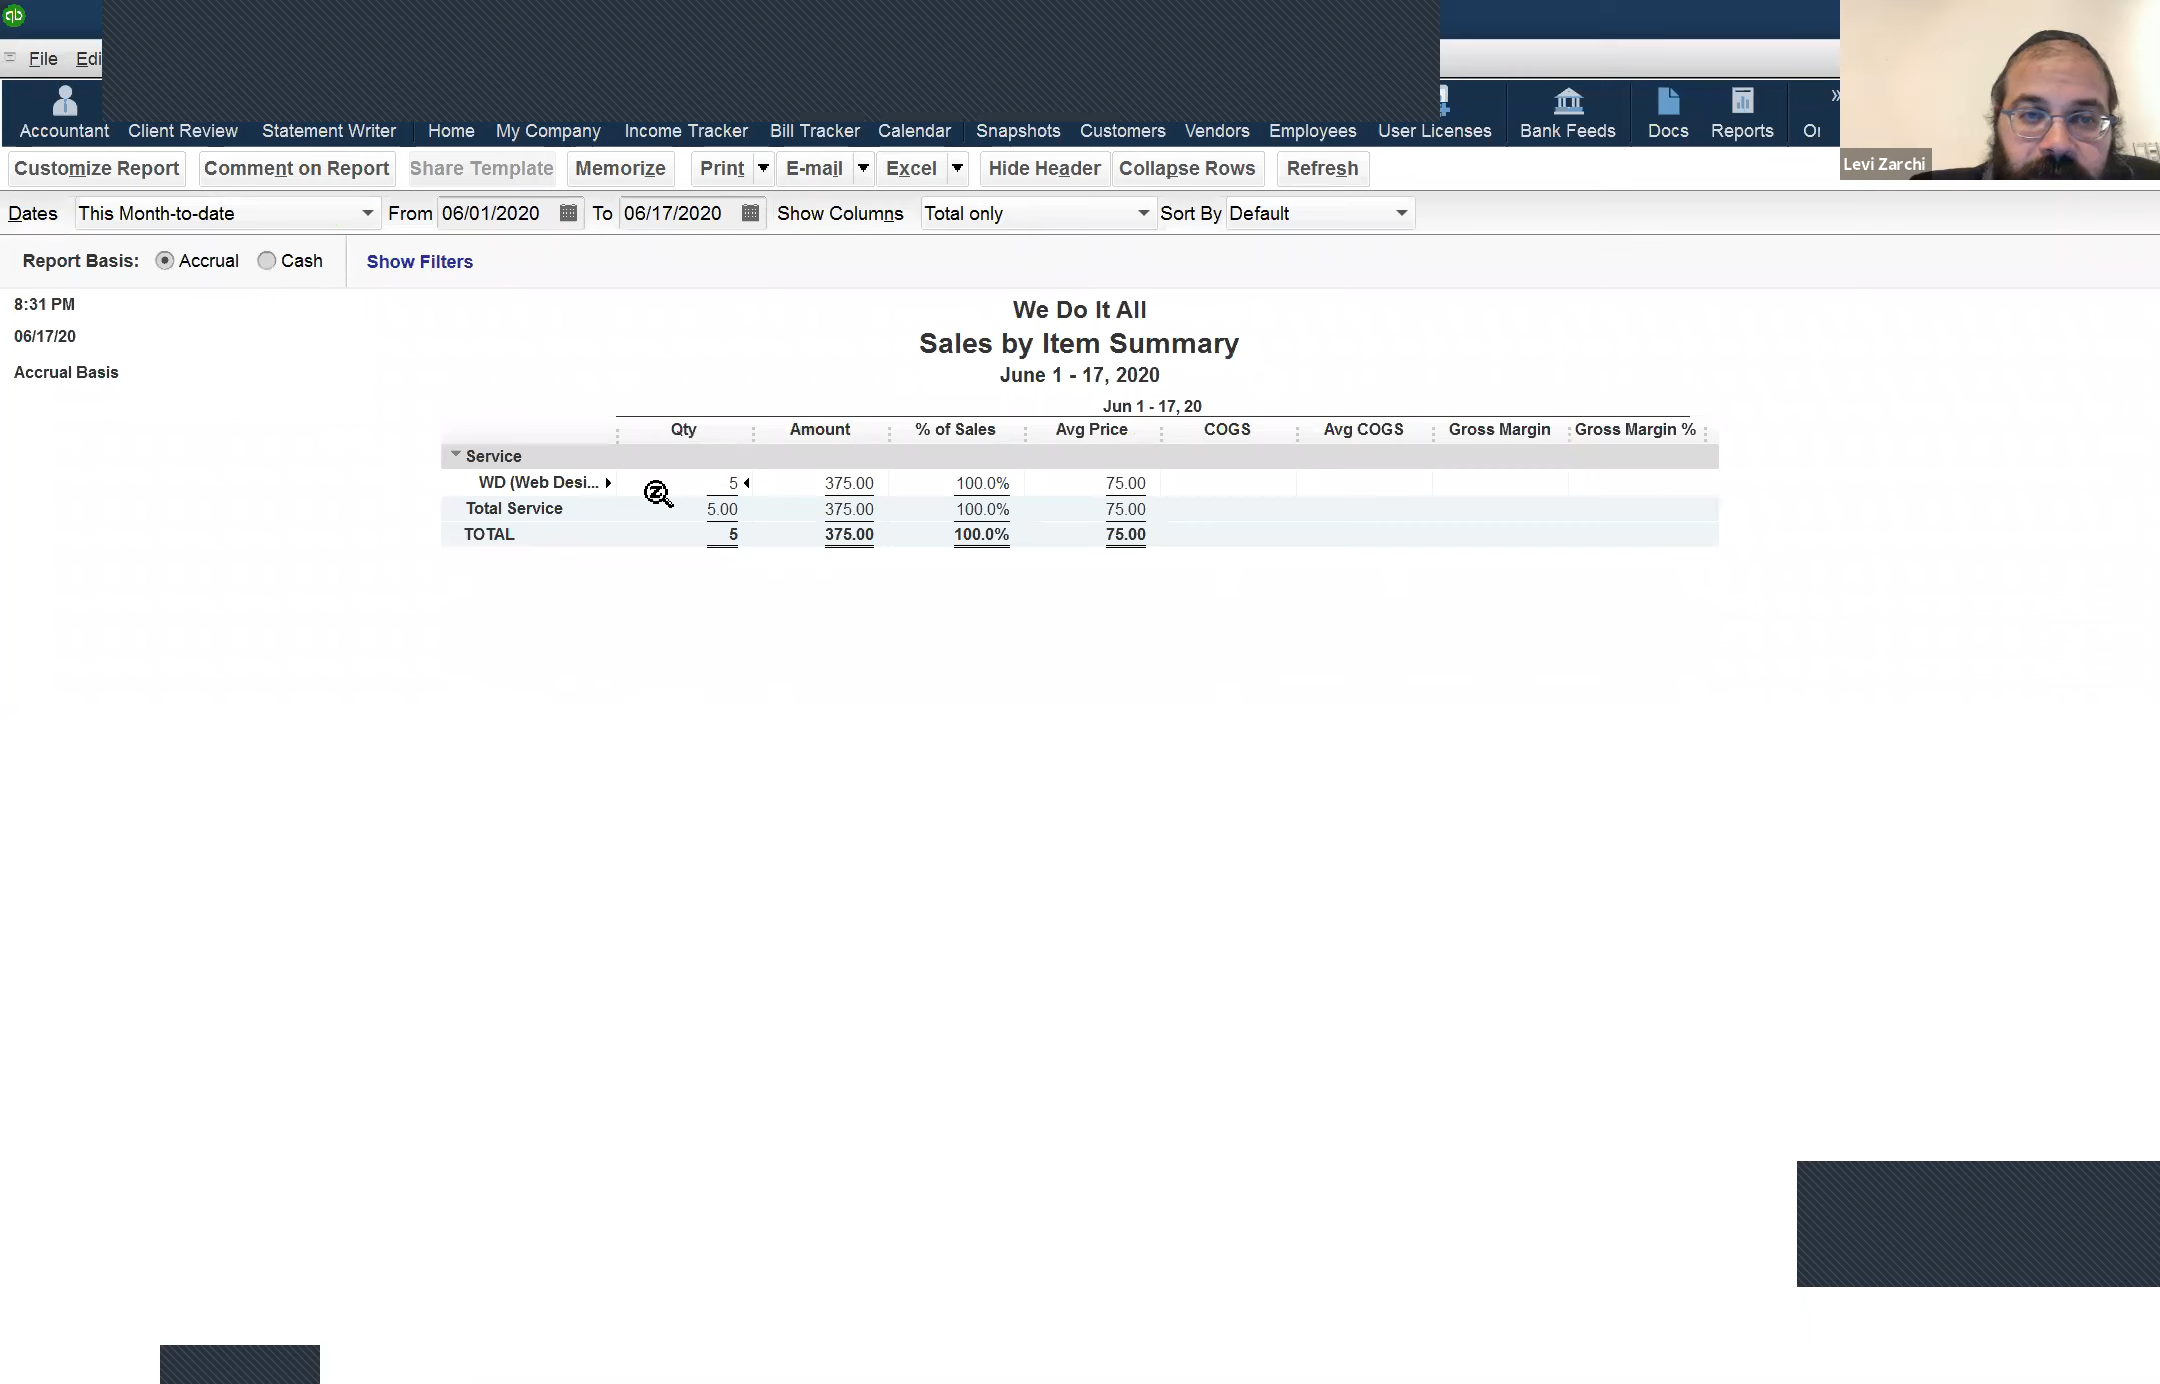 qb
File Edi
Accountant Client Review Statement Writer Home My Company Income Tracker Bill Tracker Calendar Snapshots Customers Vendors Employees User Licenses Bank Feeds Docs Reports »
Levi Zarchi
Customize Report Comment on Report Share Template Memorize Print E-mail Excel Hide Header Collapse Rows Refresh
Dates This Month-to-date From 06/01/2020 To 06/17/2020 Show Columns Total only Sort By Default
Report Basis: Accrual Cash Show Filters
8:31 PM
06/17/20
Accrual Basis
We Do It All
Sales by Item Summary
June 1 - 17, 2020
Jun 1 - 17, 20
Qty Amount % of Sales Avg Price COGS Avg COGS Gross Margin Gross Margin %
Service
WD (Web Desi... 5 375.00 100.0% 75.00
Total Service 5.00 375.00 100.0% 75.00
TOTAL 5 375.00 100.0% 75.00